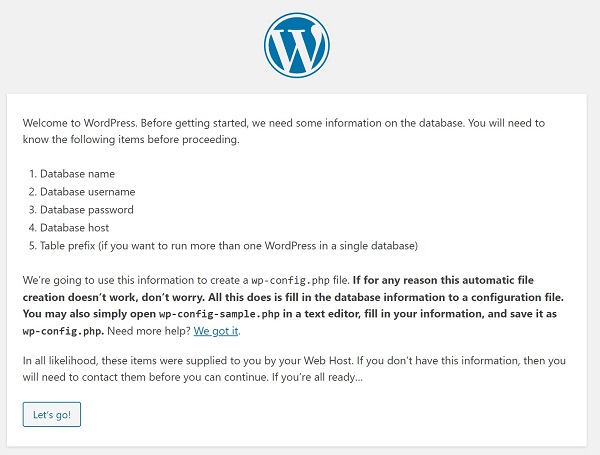 Welcome to WordPress. Before getting started, we need some information on the database. You will need to
know the following items before proceeding.
1. Database name
2. Database username
3. Database password
4. Database host
5. Table prefix (if you want to run more than one WordPress in a single database)
We’re going to use this information to create a wp-config.php file. If for any reason this automatic file
creation doesn’t work, don’t worry. All this does is fill in the database information to a configuration file.
You may also simply open wp-config-sample.php in a text editor, fill in your information, and save it as
wp-config.php. Need more help? We got it.
In all likelihood, these items were supplied to you by your Web Host. If you don’t have this information, then you
will need to contact them before you can continue. If you’re all ready…
Let’s go!